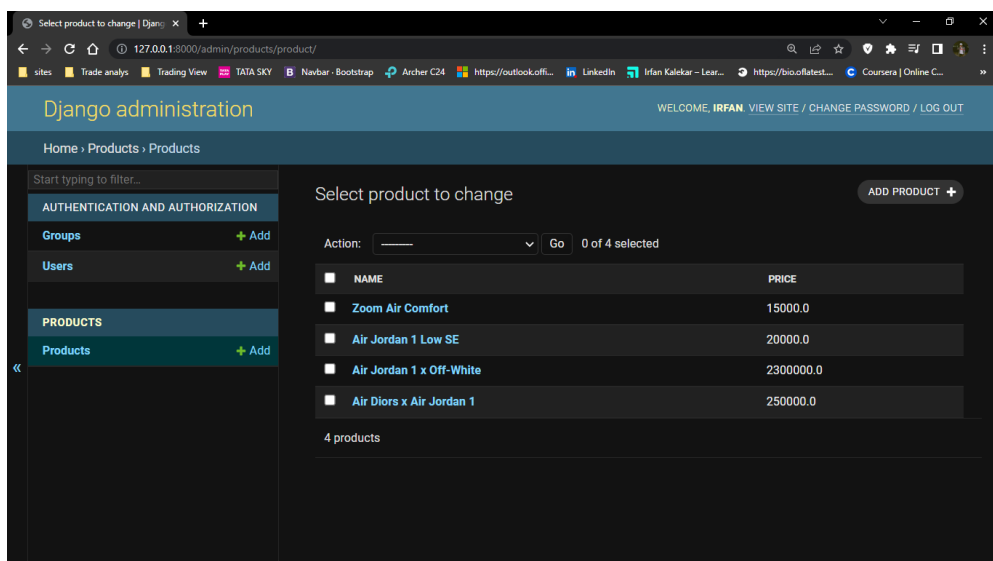 Select product to change | Djang
127.0.0.1:8000/admin/products/product/
sites Trade analys Trading View TATA SKY Navbar · Bootstrap Archer C24 https://outlook.offi... LinkedIn Irfan Kalekar – Lear... https://bio.oflatest.... Coursera | Online C... »
Django administration
WELCOME, IRFAN. VIEW SITE / CHANGE PASSWORD / LOG OUT
Home › Products › Products
Start typing to filter...
AUTHENTICATION AND AUTHORIZATION
Groups + Add
Users + Add
PRODUCTS
Products + Add
«
Select product to change
ADD PRODUCT +
Action: --------- Go 0 of 4 selected
NAME PRICE
Zoom Air Comfort 15000.0
Air Jordan 1 Low SE 20000.0
Air Jordan 1 x Off-White 2300000.0
Air Diors x Air Jordan 1 250000.0
4 products